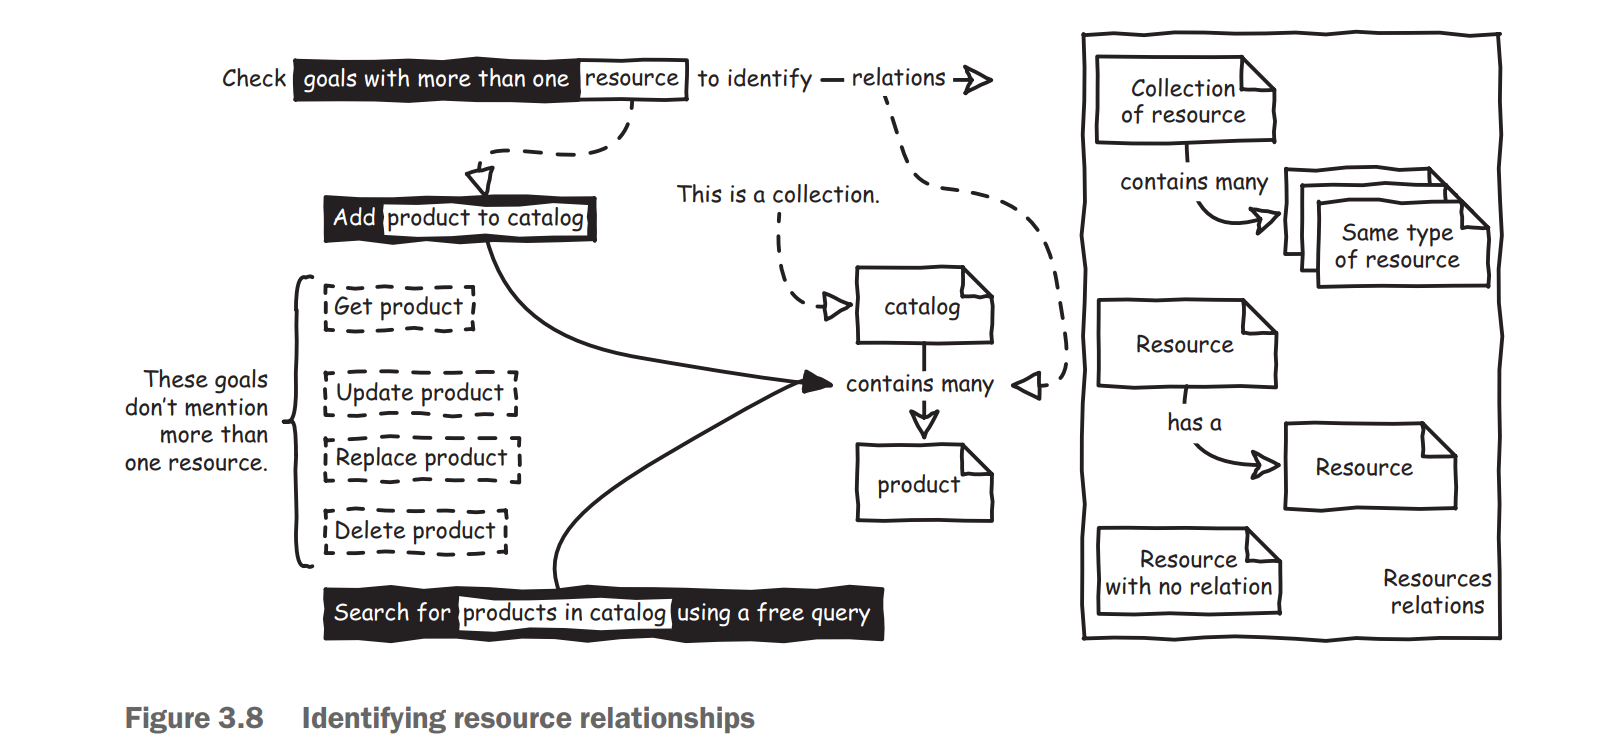 Check goals with more than one resource to identify relations
Add product to catalog
This is a collection.
Get product
Update product
Replace product
Delete product
These goals
don't mention
more than
one resource.
Search for products in catalog using a free query
catalog
contains many
product
Collection
of resource
contains many
Same type
of resource
Resource
has a
Resource
Resource
with no relation
Resources
relations
Figure 3.8 Identifying resource relationships